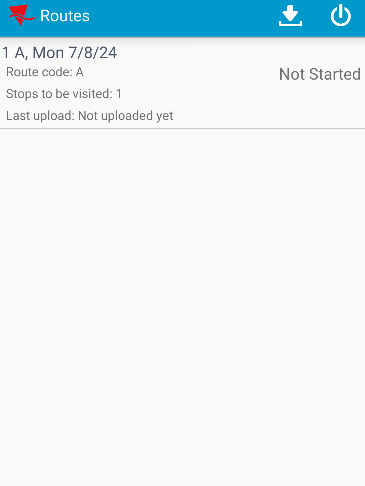 Routes
1 A, Mon 7/8/24
Route code: A
Not Started
Stops to be visited: 1
Last upload: Not uploaded yet